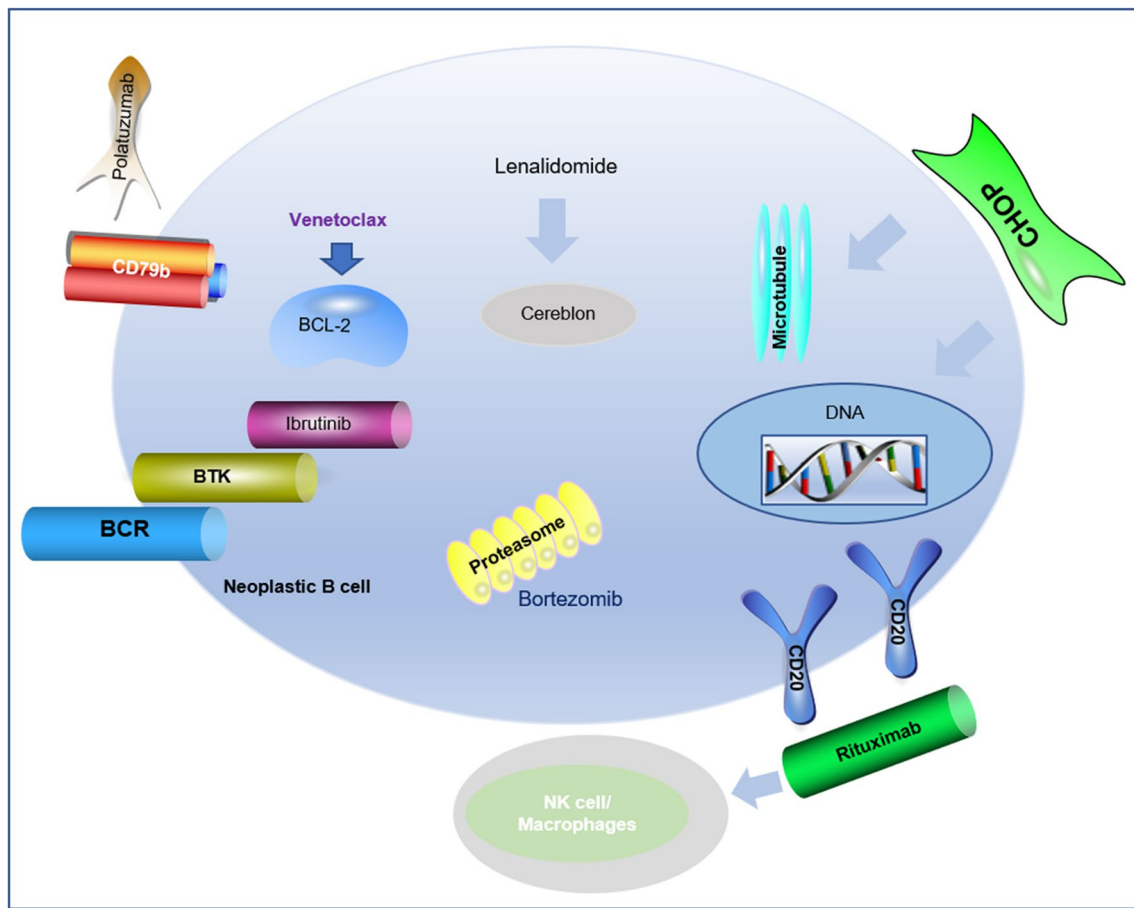 Polatuzumab
CD79b
Venetoclax
BCL-2
Lenalidomide
Cereblon
Microtubule
CHOP
DNA
Ibrutinib
BTK
BCR
Neoplastic B cell
Proteasome
Bortezomib
CD20
CD20
Rituximab
NK cell/
Macrophages